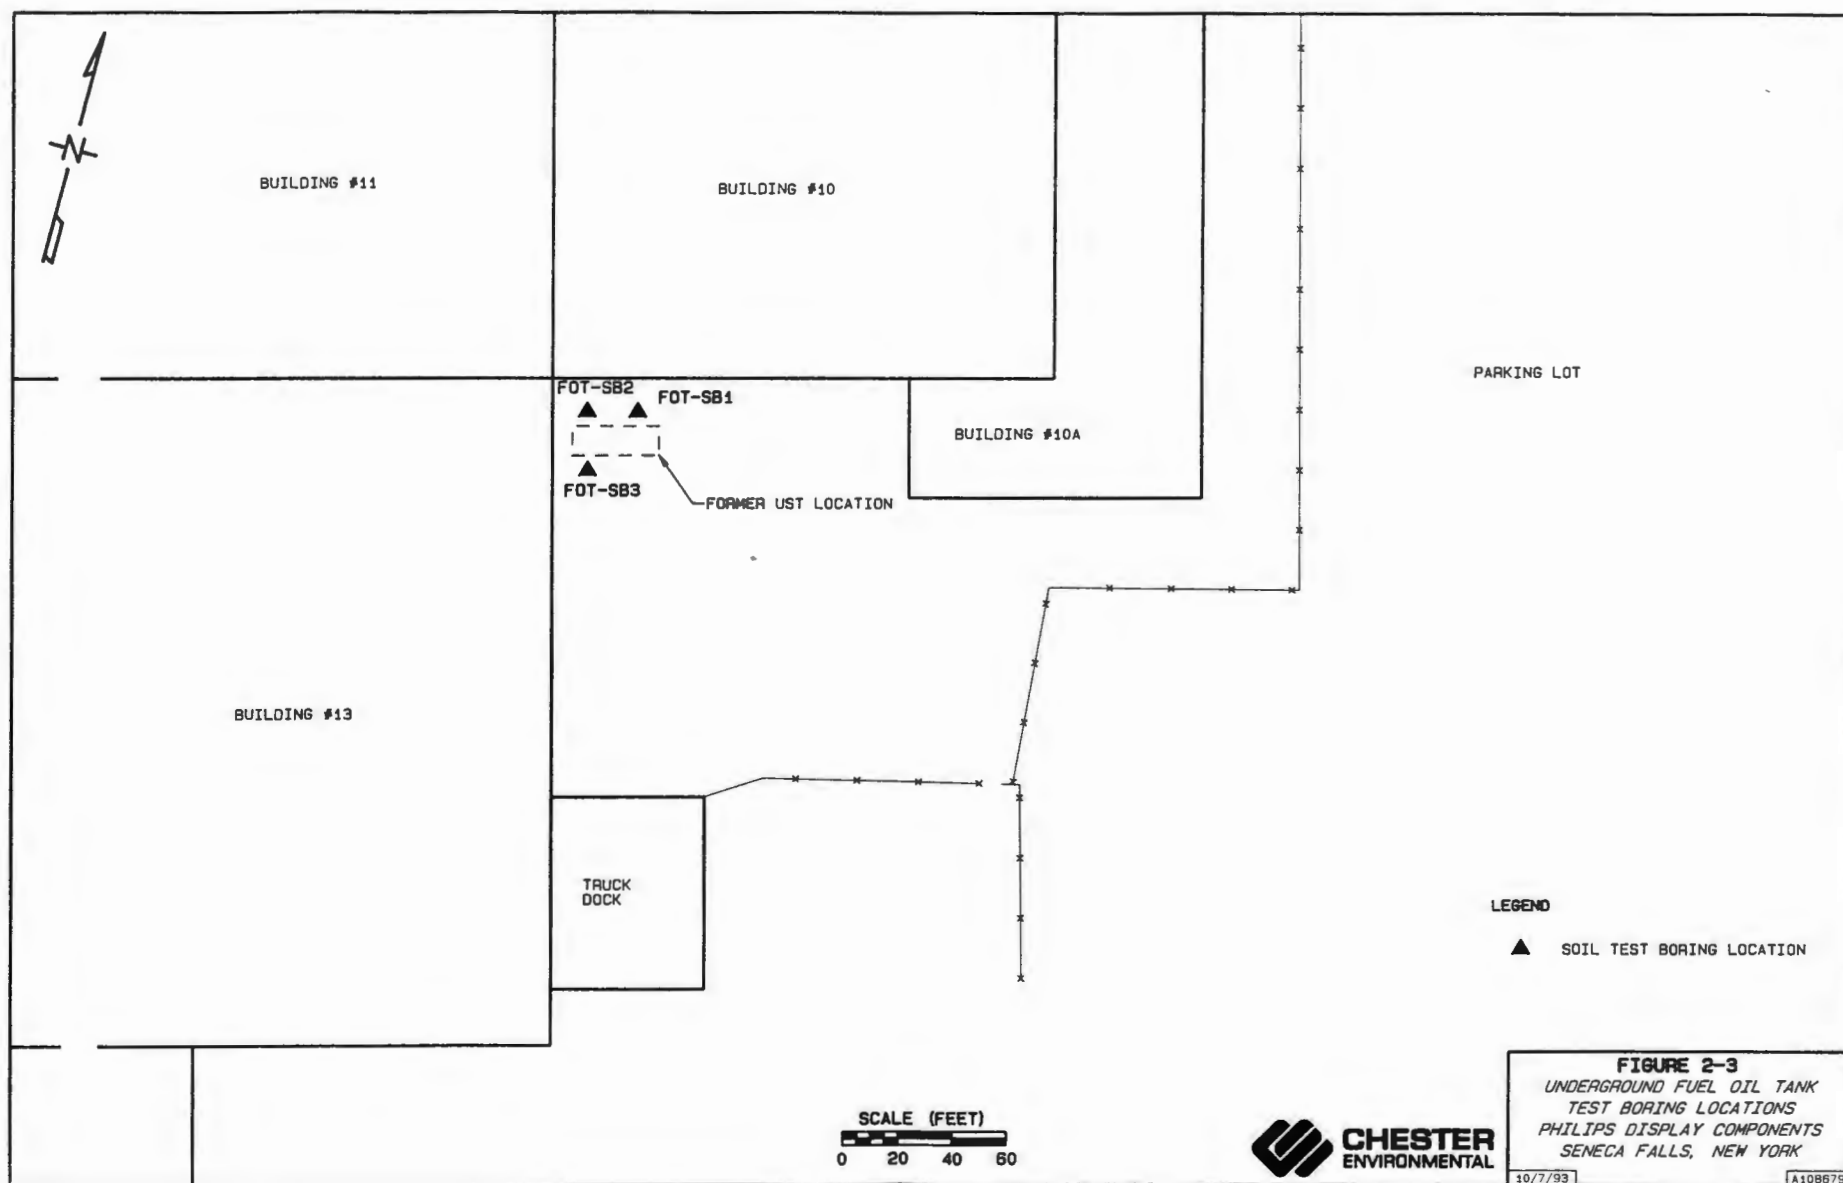 N
BUILDING #11
BUILDING #10
PARKING LOT
FOT-SB2
FOT-SB1
BUILDING #10A
FOT-SB3
FORMER UST LOCATION
BUILDING #13
TRUCK
DOCK
LEGEND
SOIL TEST BORING LOCATION
SCALE (FEET)
0 20 40 60
CHESTER
ENVIRONMENTAL
FIGURE 2-3
UNDERGROUND FUEL OIL TANK
TEST BORING LOCATIONS
PHILIPS DISPLAY COMPONENTS
SENECA FALLS, NEW YORK
10/7/93